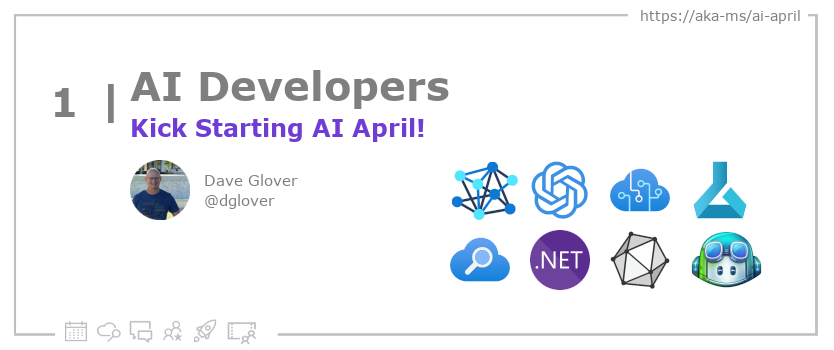 https://aka-ms/ai-april
1 | AI Developers
Kick Starting AI April!
Dave Glover
@dglover
.NET